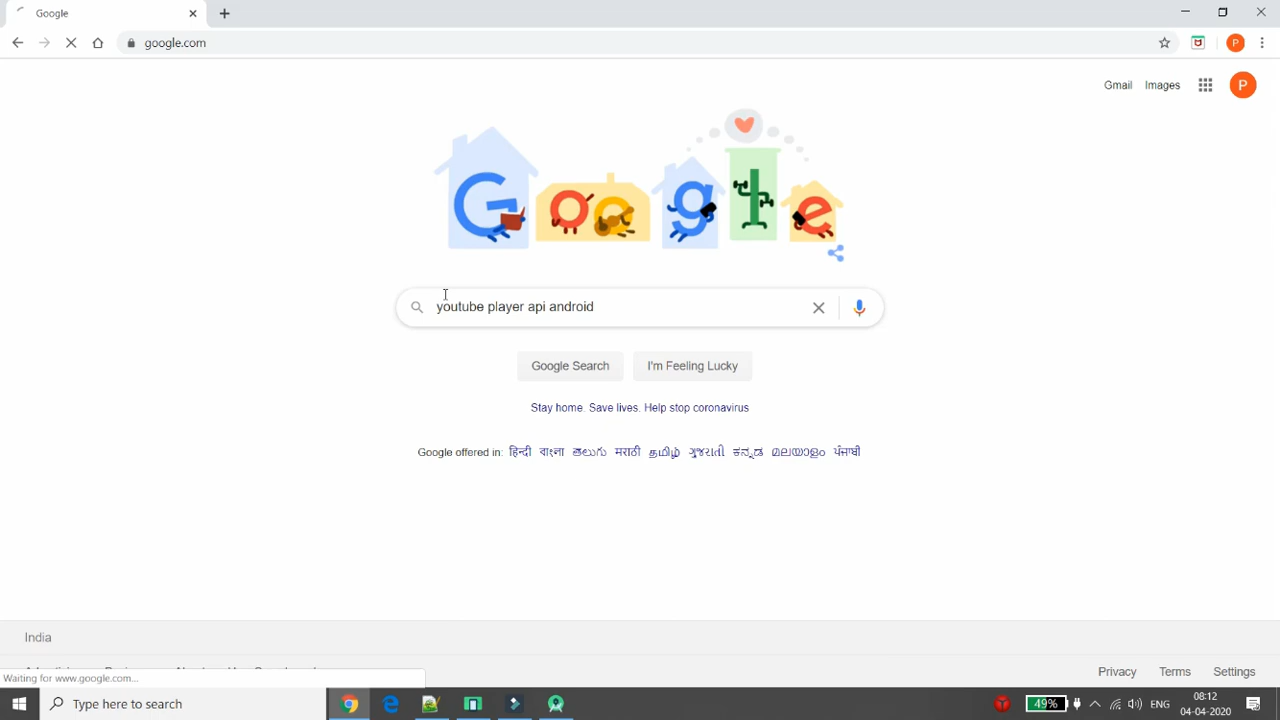 Google
google.com
P
Gmail Images P
Google
youtube player api android
Google Search I'm Feeling Lucky
Stay home. Save lives. Help stop coronavirus
Google offered in: हिन्दी বাংলা తెలుగు मराठी தமிழ் ગુજરાતી ಕನ್ನಡ മലയാളം ਪੰਜਾਬੀ
India
Privacy Terms Settings
Waiting for www.google.com...
Type here to search 49% ENG 08:12
04-04-2020